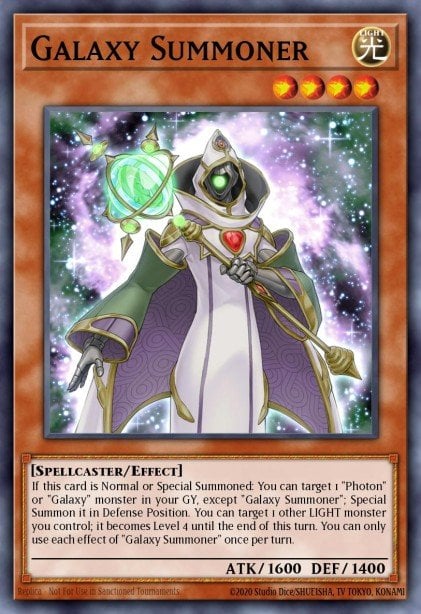 GALAXY SUMMONER
LIGHT
光
[SPELLCASTER/EFFECT]
If this card is Normal or Special Summoned: You can target 1 "Photon"
or "Galaxy" monster in your GY, except "Galaxy Summoner"; Special
Summon it in Defense Position. You can target 1 other LIGHT monster
you control; it becomes Level 4 until the end of this turn. You can only
use each effect of "Galaxy Summoner" once per turn.
ATK/1600 DEF/1400
Replica - Not For Use in Sanctioned Tournaments
©2020 Studio Dice/SHUEISHA, TV TOKYO, KONAMI